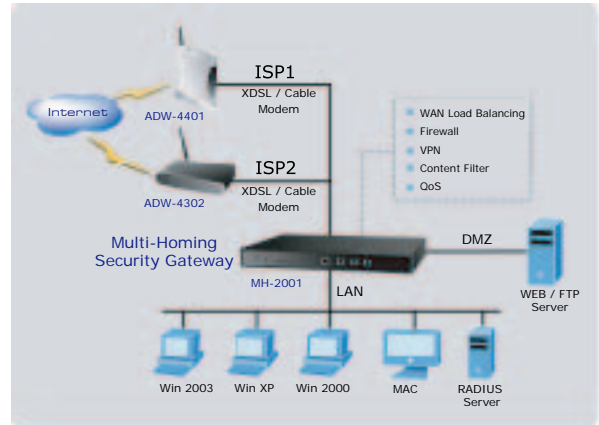 ISP1
XDSL / Cable
Modem
Internet
ADW-4401
WAN Load Balancing
Firewall
VPN
Content Filter
QoS
ISP2
XDSL / Cable
Modem
ADW-4302
Multi-Homing
Security Gateway
DMZ
MH-2001
LAN
WEB / FTP
Server
Win 2003
Win XP
Win 2000
MAC
RADIUS
Server